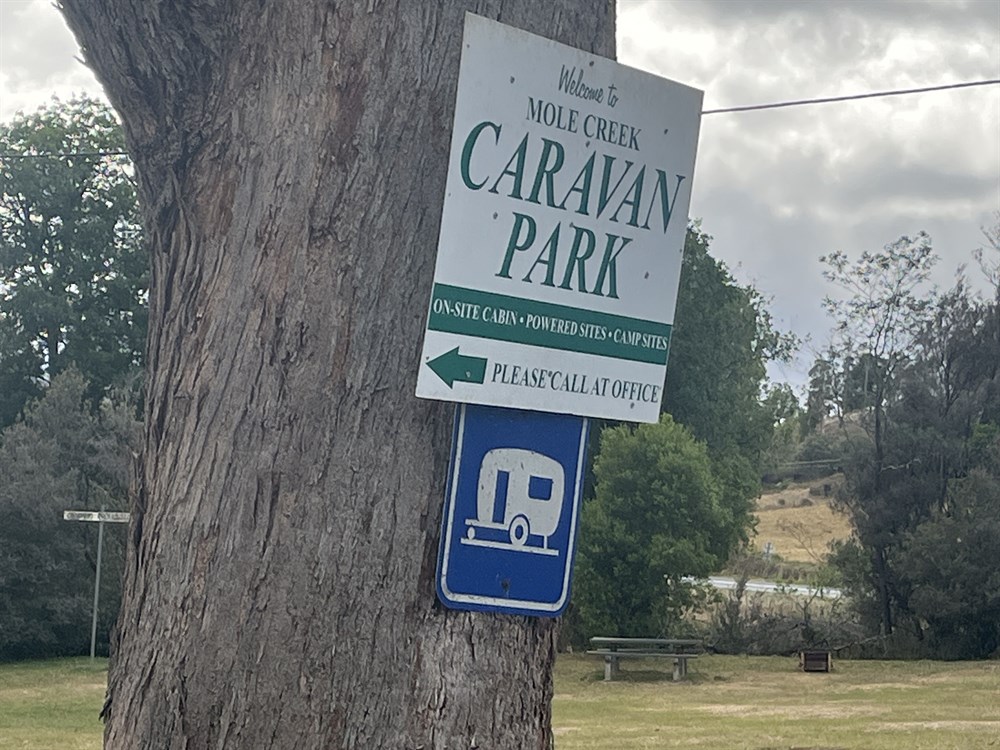 Welcome to
MOLE CREEK
CARAVAN
PARK
ON-SITE CABIN • POWERED SITES • CAMP SITES
PLEASE CALL AT OFFICE